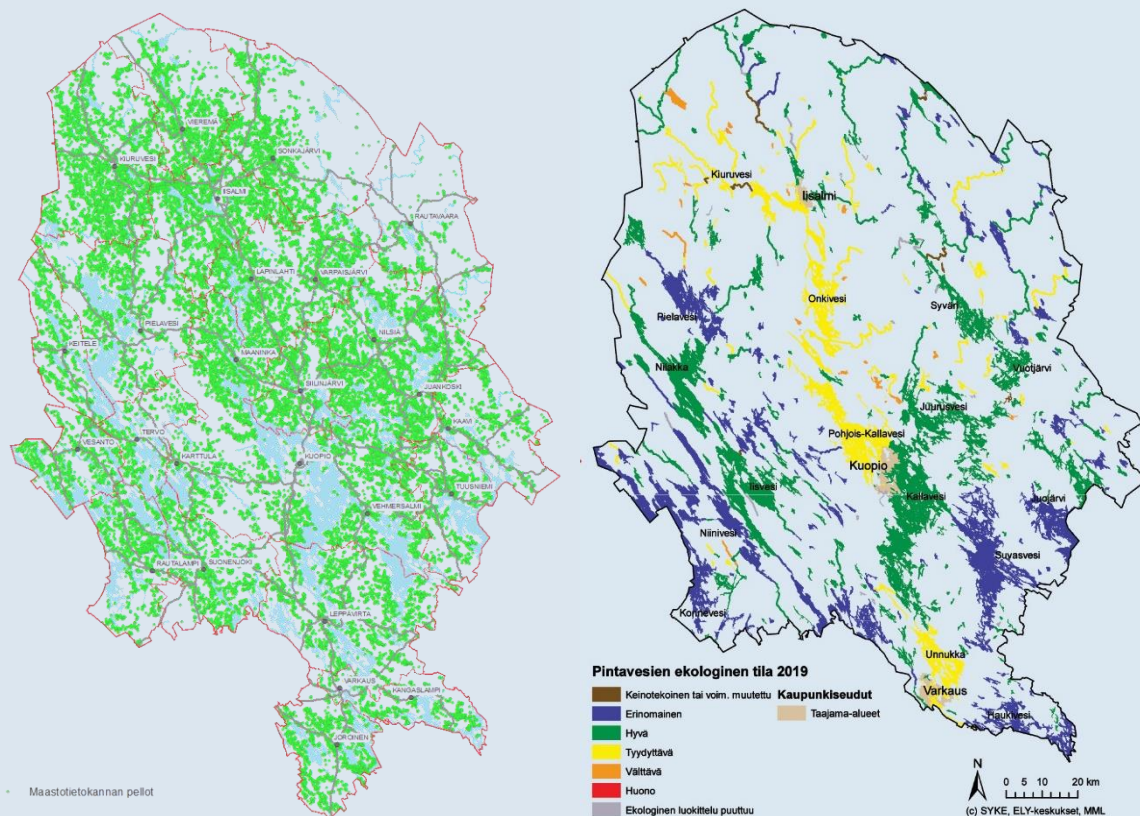 VIEREMÄ
KIURUVESI
SONKAJÄRVI
IISALMI
RAUTAVAARA
LAPINLAHTI
VARPAISJÄRVI
PIELAVESI
NILSIÄ
KEITELE
MAANINKA
SIILINJÄRVI
JUANKOSKI
KAAVI
TERVO
VESANTO
KARTTULA
KUOPIO
TUUSNIEMI
VEHMERSALMI
RAUTALAMPI
SUONENJOKI
LEPPÄVIRTA
VARKAUS
KANGASLAMPI
JOROINEN
Maastotietokannan pellot
Kiuruvesi
Iisalmi
Onkivesi
Pielavesi
Syväri
Nilakka
Vuotjärvi
Juurusvesi
Pohjois-Kallavesi
Kuopio
Iisvesi
Kallavesi
Juojärvi
Niinivesi
Suvasvesi
Konnevesi
Unnukka
Varkaus
Haukivesi
Pintavesien ekologinen tila 2019
Keinotekoinen tai voim. muutettu
Erinomainen
Hyvä
Tyydyttävä
Välttävä
Huono
Ekologinen luokittelu puuttuu
Kaupunkiseudut
Taajama-alueet
N
0 5 10 20 km
(c) SYKE, ELY-keskukset, MML